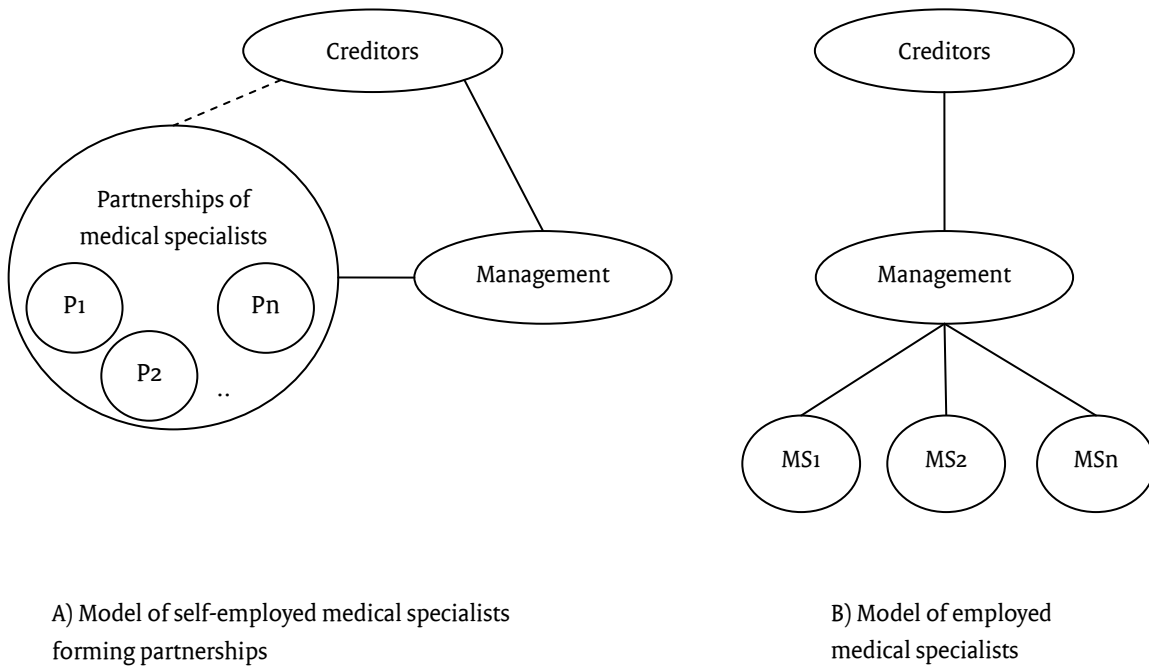 Creditors
Partnerships of
medical specialists
Management
P1
Pn
P2
..
A) Model of self-employed medical specialists
forming partnerships
Creditors
Management
MS1
MS2
MSn
B) Model of employed
medical specialists